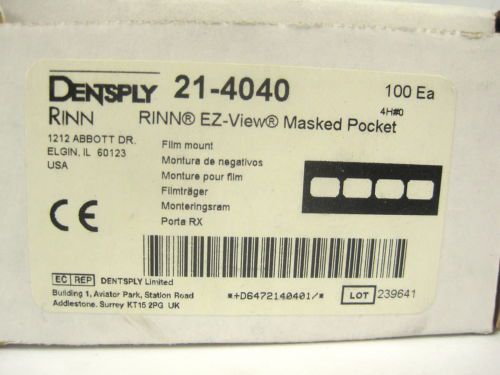 DENTSPLY 21-4040 100 Ea
4H#0
RINN RINN® EZ-View® Masked Pocket
1212 ABBOTT DR.
ELGIN, IL 60123
USA
Film mount
Montura de negativos
Monture pour film
Filmträger
Monteringsram
Porta RX
CE
EC REP DENTSPLY Limited
Building 1, Aviator Park, Station Road
Addlestone. Surrey KT15 2PG UK
*+D6472140401/*
LOT 239641